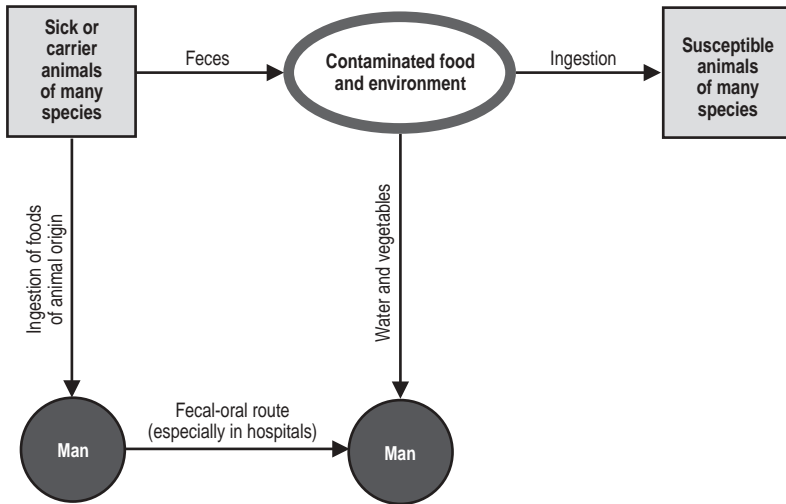 Sick or
carrier
animals
of many
species
Feces
Contaminated food
and environment
Ingestion
Susceptible
animals
of many
species
Ingestion of foods
of animal origin
Water and vegetables
Man
Fecal-oral route
(especially in hospitals)
Man